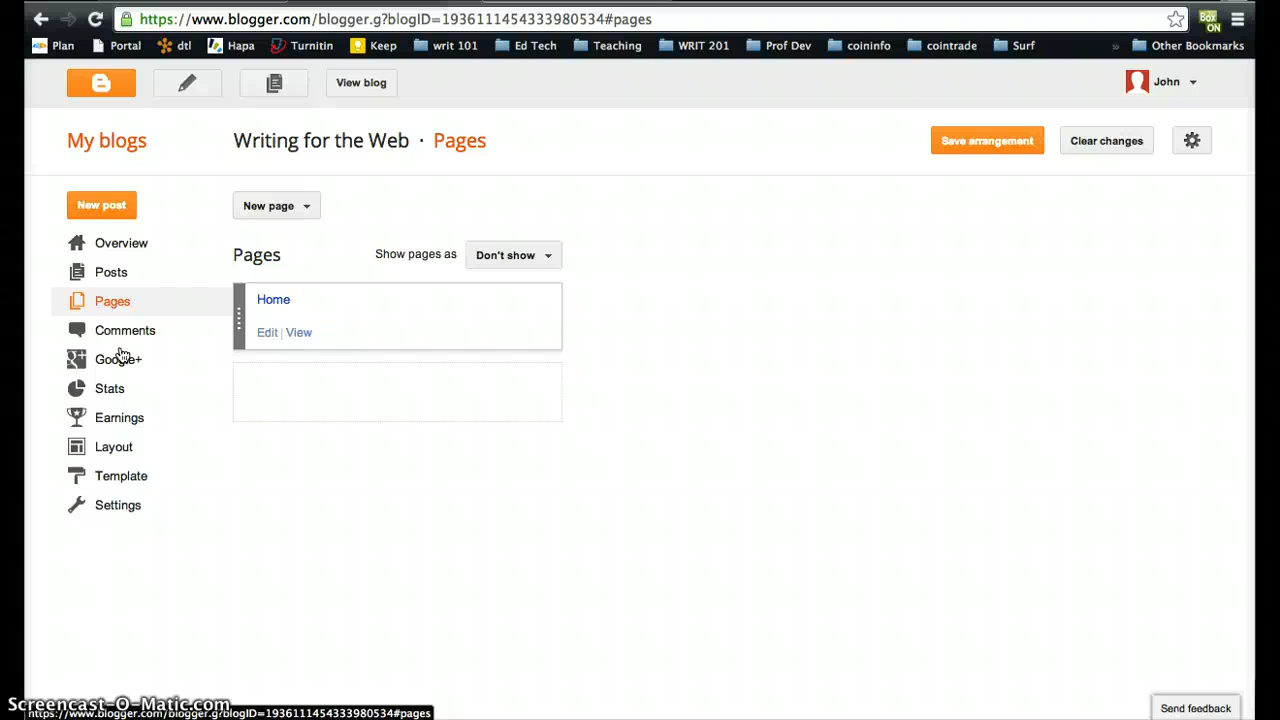 https://www.blogger.com/blogger.g?blogID=1936111454333980534#pages
Box ON
Plan Portal dtl Hapa Turnitin Keep writ 101 Ed Tech Teaching WRIT 201 Prof Dev coininfo cointrade Surf » Other Bookmarks
View blog John
My blogs Writing for the Web · Pages Save arrangement Clear changes
New post New page
Overview
Pages Show pages as Don't show
Posts
Pages Home
Comments Edit | View
Google+
Stats
Earnings
Layout
Template
Settings
Screencast-O-Matic.com
https://www.blogger.com/blogger.g?blogID=1936111454333980534#pages
Send feedback